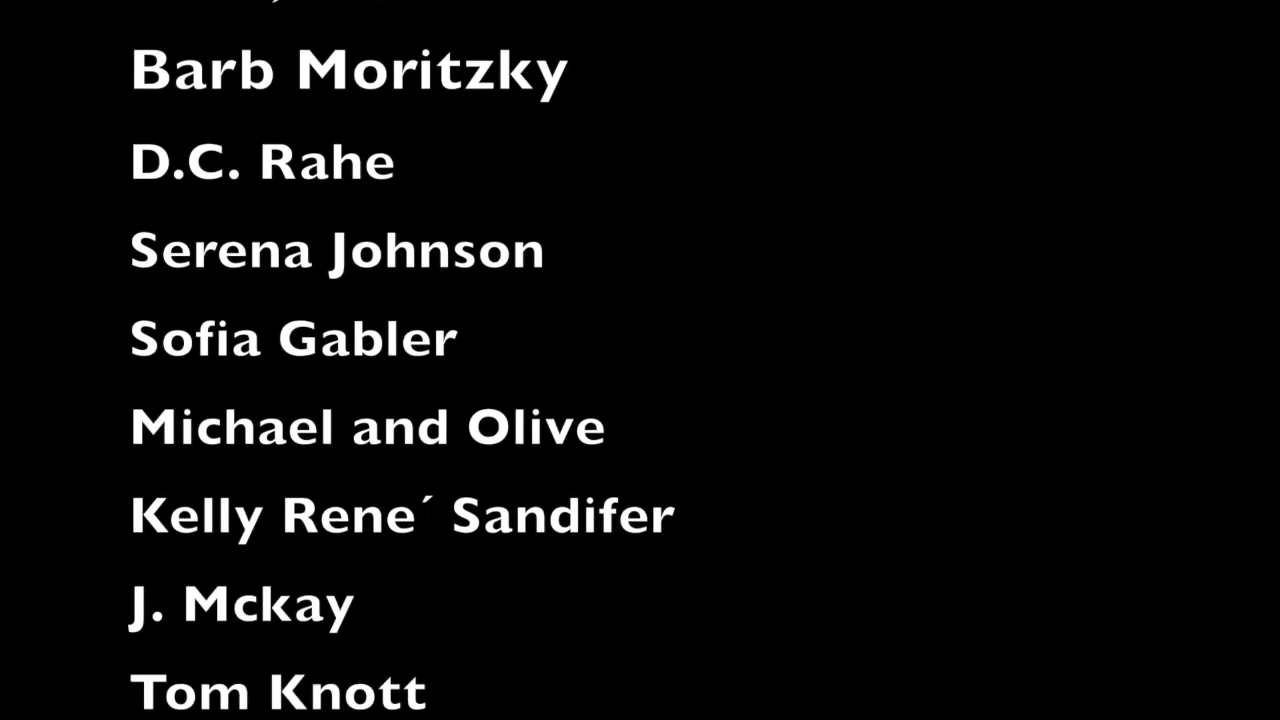 Barb Moritzky
D.C. Rahe
Serena Johnson
Sofia Gabler
Michael and Olive
Kelly Rene´ Sandifer
J. Mckay
Tom Knott